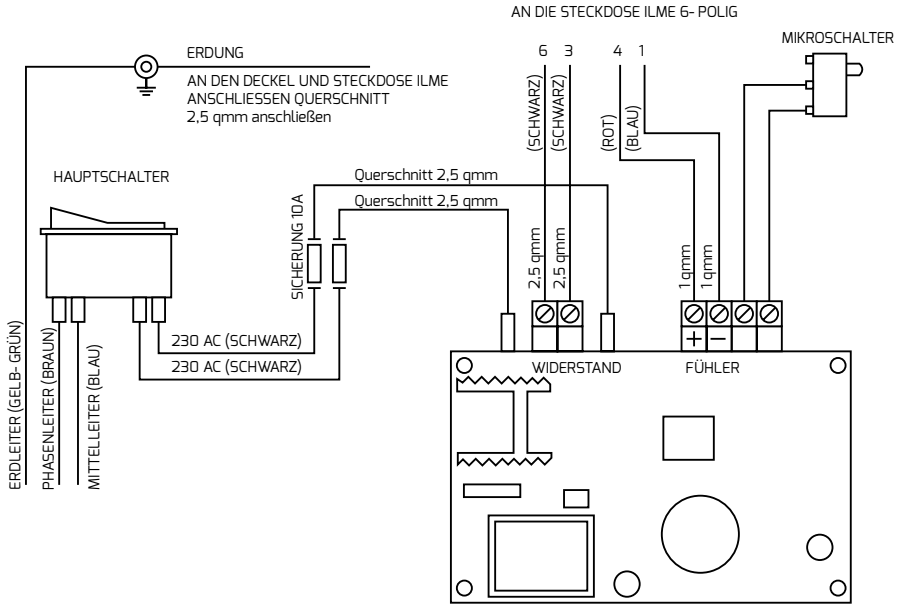 AN DIE STECKDOSE ILME 6- POLIG
MIKROSCHALTER
ERDUNG
6 3 4 1
AN DEN DECKEL UND STECKDOSE ILME
ANSCHLIESSEN QUERSCHNITT
2,5 qmm anschließen
(SCHWARZ)
(SCHWARZ)
(ROT)
(BLAU)
HAUPTSCHALTER
Querschnitt 2,5 qmm
Querschnitt 2,5 qmm
SICHERUNG 10A
2,5 qmm
2,5 qmm
1 qmm
1 qmm
230 AC (SCHWARZ)
230 AC (SCHWARZ)
+ −
WIDERSTAND
FÜHLER
ERDLEITER (GELB- GRÜN)
PHASENLEITER (BRAUN)
MITTELLEITER (BLAU)